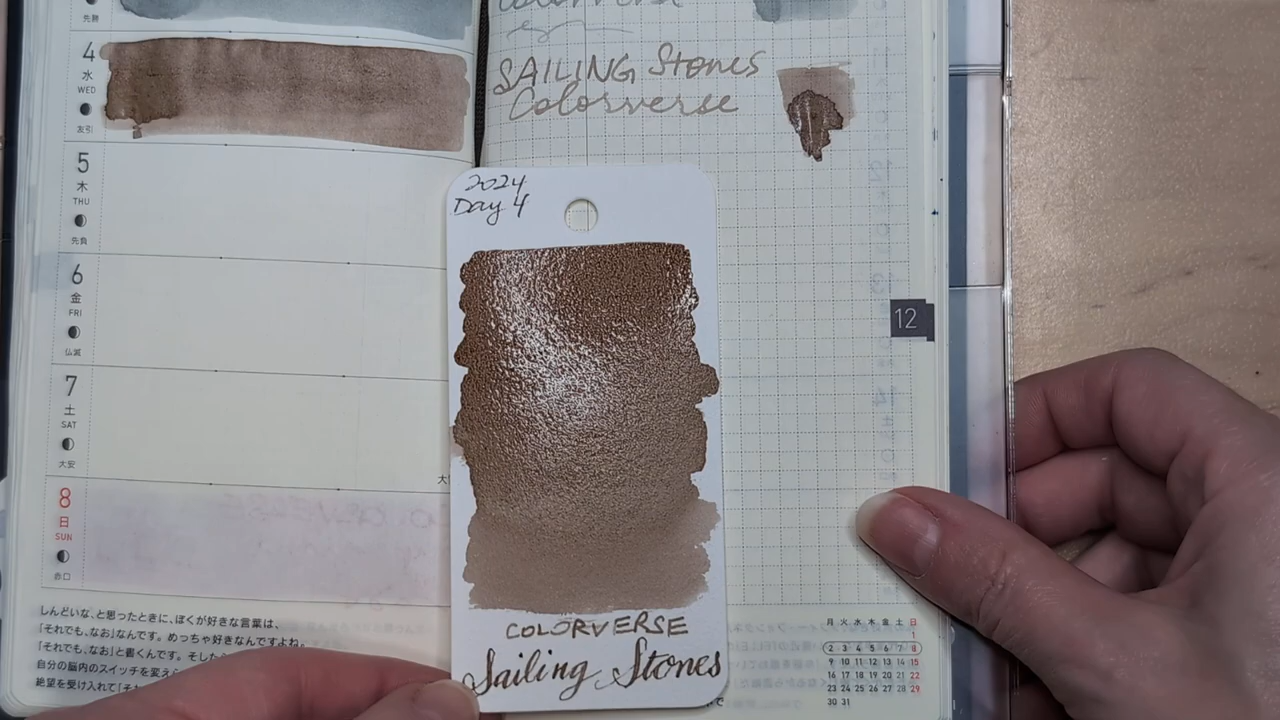 先勝
4
水
WED
友引
5
木
THU
先負
6
金
FRI
仏滅
7
土
SAT
大安
8
日
SUN
赤口
しんどいな、と思ったときに、ぼくが好きな言葉は、
「それでも、なお」なんです。めっちゃ好きなんですよね。
「それでも、なお」と書くんです。そした
自分の脳内のスイッチを変え
絶望を受け入れて「そ
SAILING Stones
Colorverse
2024
Day 4
COLORVERSE
Sailing Stones
12
月 火 水 木 金 土 日
1
2 3 4 5 6 7 8
9 10 11 12 13 14 15
16 17 18 19 20 21 22
23 24 25 26 27 28 29
30 31